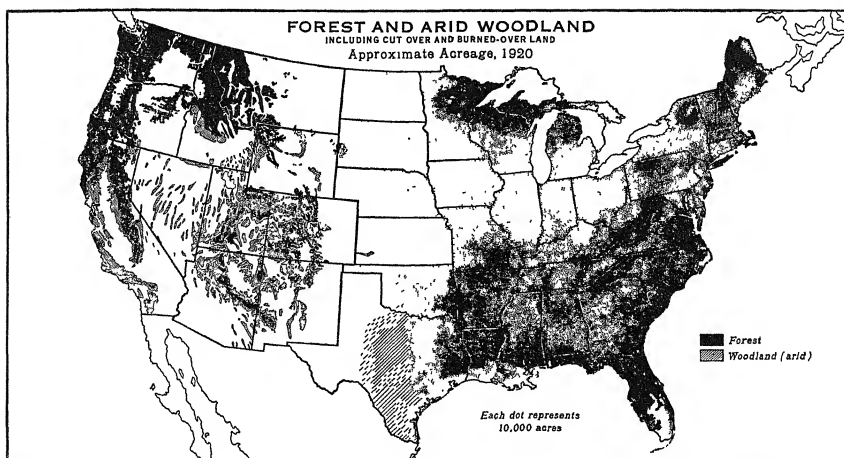 FOREST AND ARID WOODLAND
INCLUDING CUT OVER AND BURNED-OVER LAND
Approximate Acreage, 1920
Forest
Woodland (arid)
Each dot represents
10,000 acres